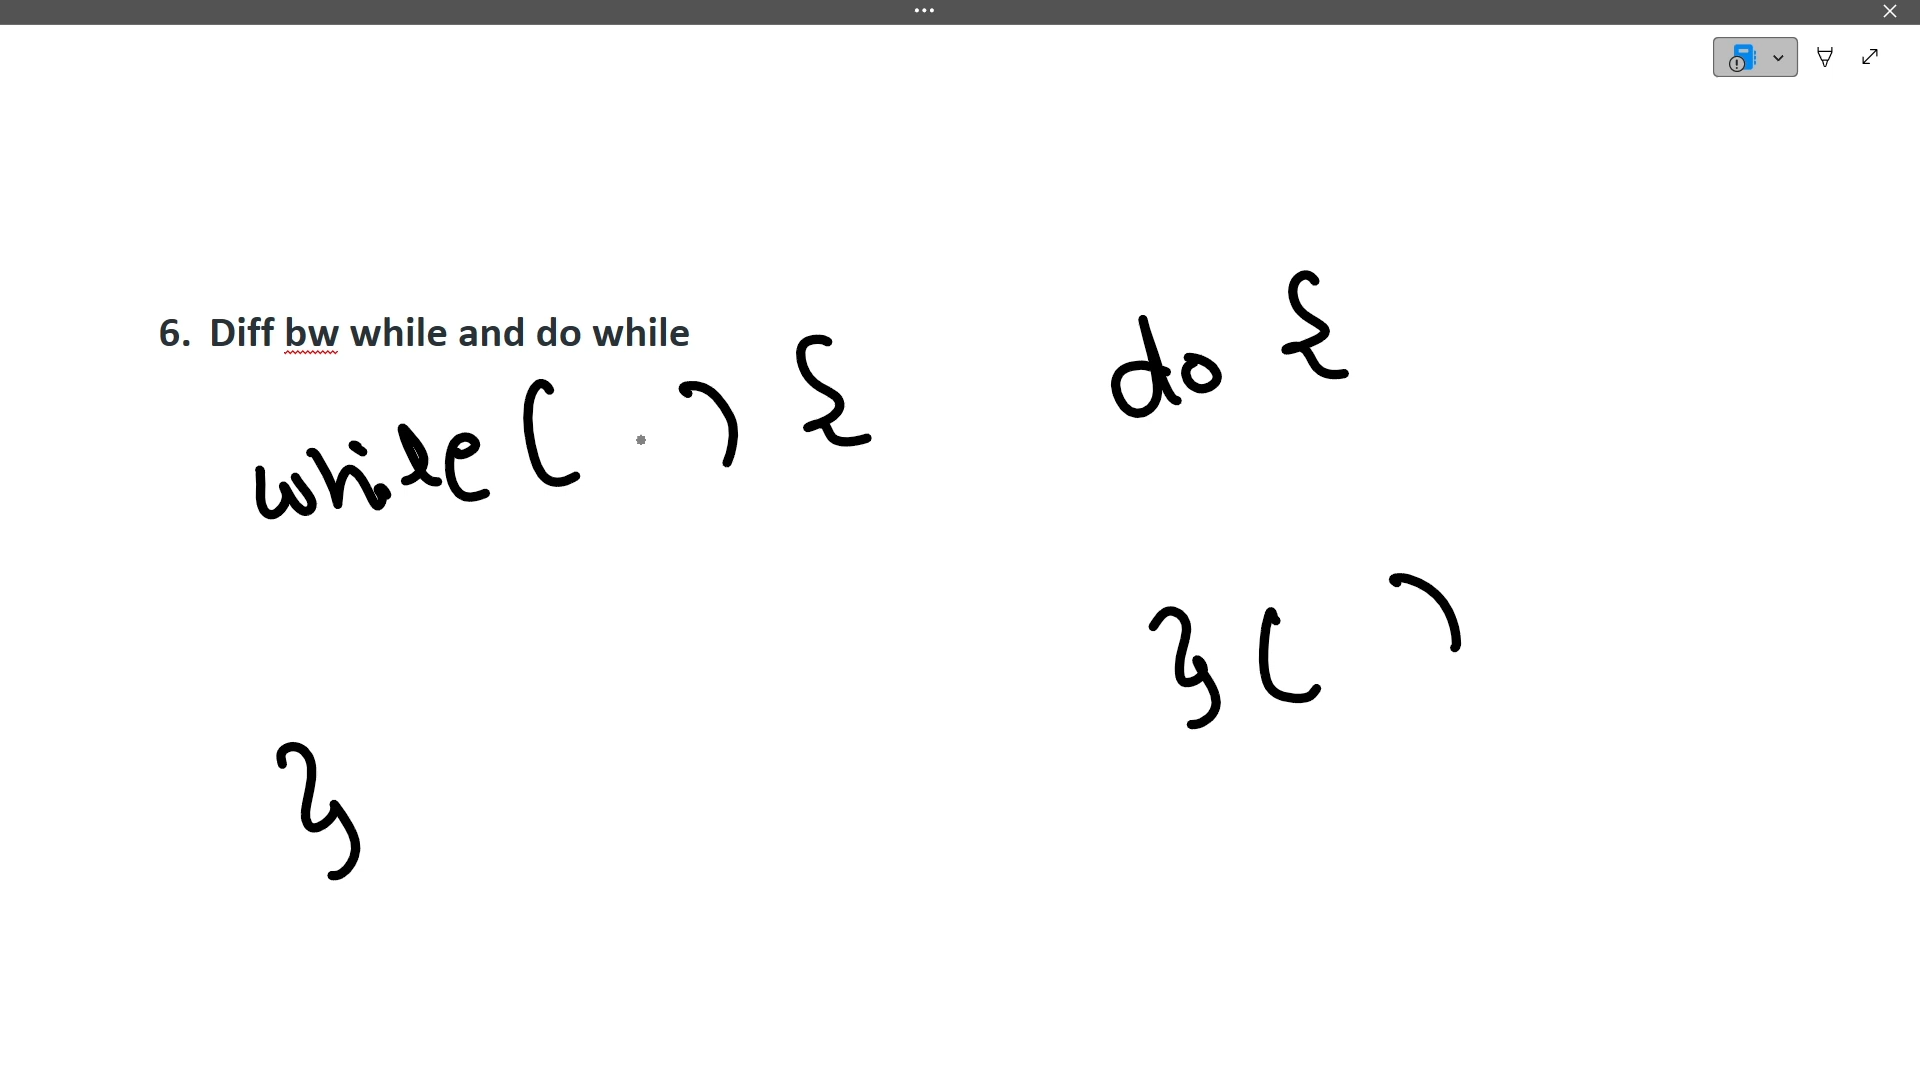 6. Diff bw while and do while
while ( ) {
}
do {
} ( )